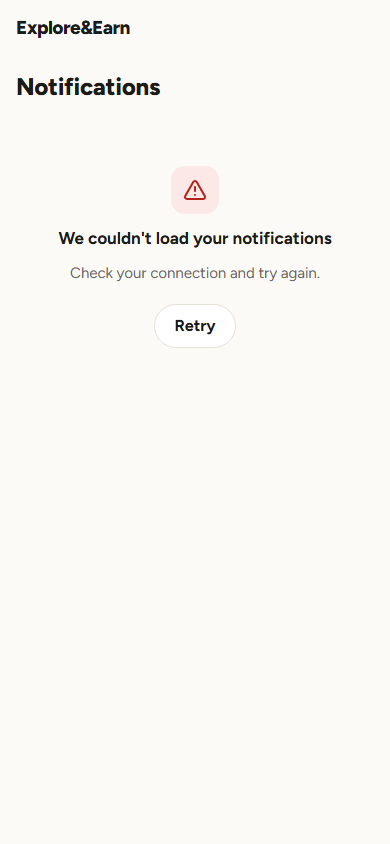 Explore&Earn
Notifications
We couldn't load your notifications
Check your connection and try again.
Retry